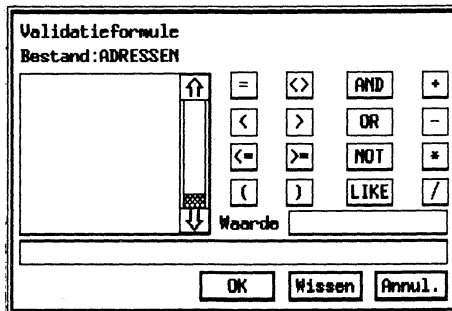 Validatieformule
Bestand:ADRESSEN
= <> AND +
< > OR -
<= >= NOT *
( ) LIKE /
Waarde
OK Wissen Annul.